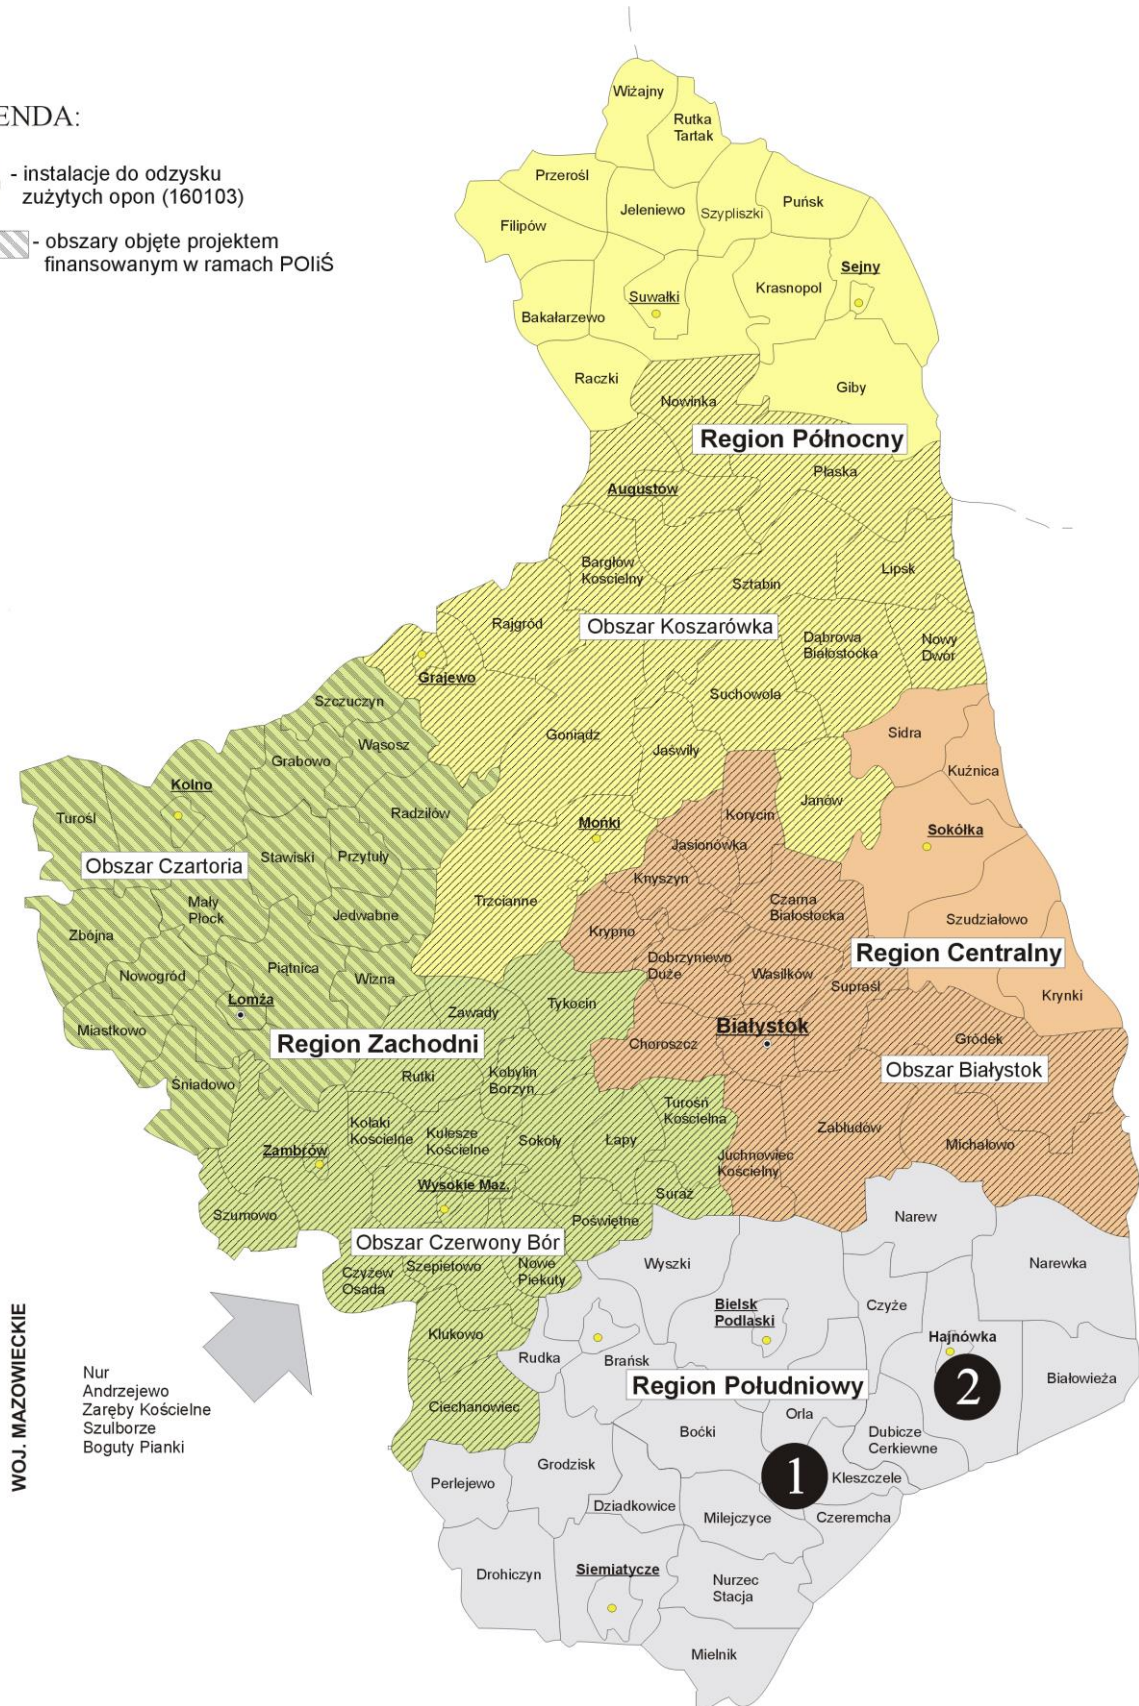 ENDA:
- instalacje do odzysku
zużytych opon (160103)
- obszary objęte projektem
finansowanym w ramach POIiŚ
Wiżajny
Rutka
Tartak
Przerośl
Puńsk
Jeleniewo
Szypliszki
Filipów
Sejny
Krasnopol
Suwałki
Bakałarzewo
Raczki
Giby
Nowinka
Region Północny
Płaska
Augustów
Bargłów
Kościelny
Lipsk
Sztabin
Rajgród
Obszar Koszarówka
Dąbrowa
Białostocka
Nowy
Dwór
Grajewo
Suchowola
Szczuczyn
Goniądz
Sidra
Wąsosz
Jaświły
Grabowo
Kuźnica
Kolno
Janów
Radziłów
Korycin
Turośl
Mońki
Sokółka
Jasionówka
Obszar Czartoria
Stawiski
Przytuły
Knyszyn
Mały
Płock
Trzcianne
Czarna
Białostocka
Jedwabne
Szudziałowo
Zbójna
Krypno
Region Centralny
Dobrzyniewo
Duże
Nowogród
Piątnica
Wasilków
Wizna
Supraśl
Krynki
Łomża
Tykocin
Zawady
Miastkowo
Białystok
Gródek
Region Zachodni
Choroszcz
Obszar Białystok
Rutki
Kobylin
Borzyn
Śniadowo
Turośń
Kościelna
Kołaki
Kościelne
Kulesze
Kościelne
Zabłudów
Sokoły
Łapy
Zambrów
Michałowo
Juchnowiec
Kościelny
Wysokie Maz.
Suraż
Szumowo
Poświętne
Narew
Obszar Czerwony Bór
Wyszki
Narewka
Szepietowo
Nowe
Piekuty
Czyżew
Osada
Bielsk
Podlaski
Czyże
Klukowo
Hajnówka
Rudka
Brańsk
Białowieża
Region Południowy
2
Ciechanowiec
Orla
Boćki
Dubicze
Cerkiewne
Grodzisk
1
Kleszczele
Perlejewo
Dziadkowice
Milejczyce
Czeremcha
Drohiczyn
Siemiatycze
Nurzec
Stacja
Mielnik
WOJ. MAZOWIECKIE
Nur
Andrzejewo
Zaręby Kościelne
Szulborze
Boguty Pianki